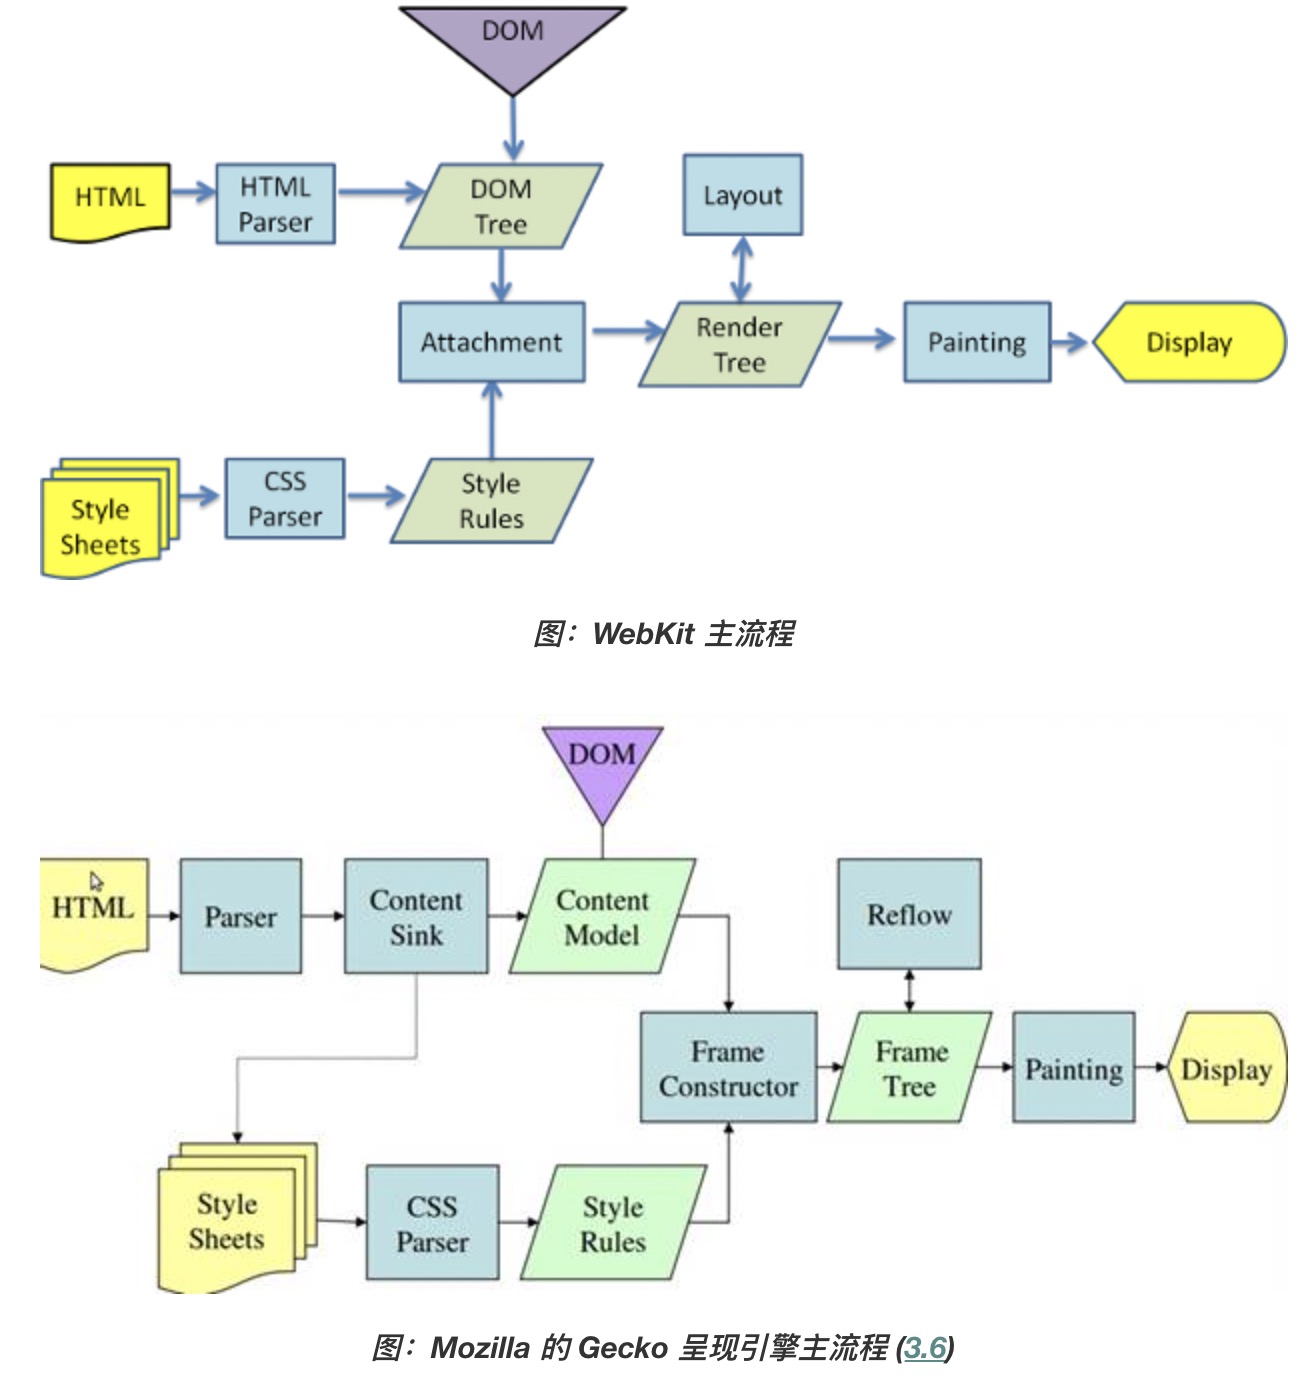 DOM
HTML
HTML
Parser
DOM
Tree
Layout
Attachment
Render
Tree
Painting
Display
Style
Sheets
CSS
Parser
Style
Rules
图：WebKit 主流程
DOM
HTML
Parser
Content
Sink
Content
Model
Reflow
Frame
Constructor
Frame
Tree
Painting
Display
Style
Sheets
CSS
Parser
Style
Rules
图：Mozilla 的 Gecko 呈现引擎主流程 (3.6)